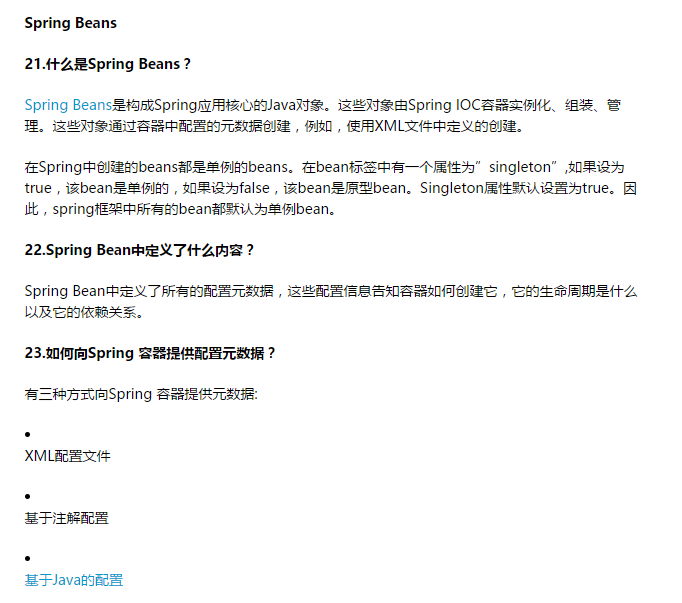 Spring Beans
21.什么是Spring Beans？
Spring Beans是构成Spring应用核心的Java对象。这些对象由Spring IOC容器实例化、组装、管
理。这些对象通过容器中配置的元数据创建，例如，使用XML文件中定义的创建。
在Spring中创建的beans都是单例的beans。在bean标签中有一个属性为”singleton”,如果设为
true，该bean是单例的，如果设为false，该bean是原型bean。Singleton属性默认设置为true。因
此，spring框架中所有的bean都默认为单例bean。
22.Spring Bean中定义了什么内容？
Spring Bean中定义了所有的配置元数据，这些配置信息告知容器如何创建它，它的生命周期是什么
以及它的依赖关系。
23.如何向Spring 容器提供配置元数据？
有三种方式向Spring 容器提供元数据:
•
XML配置文件
•
基于注解配置
•
基于Java的配置